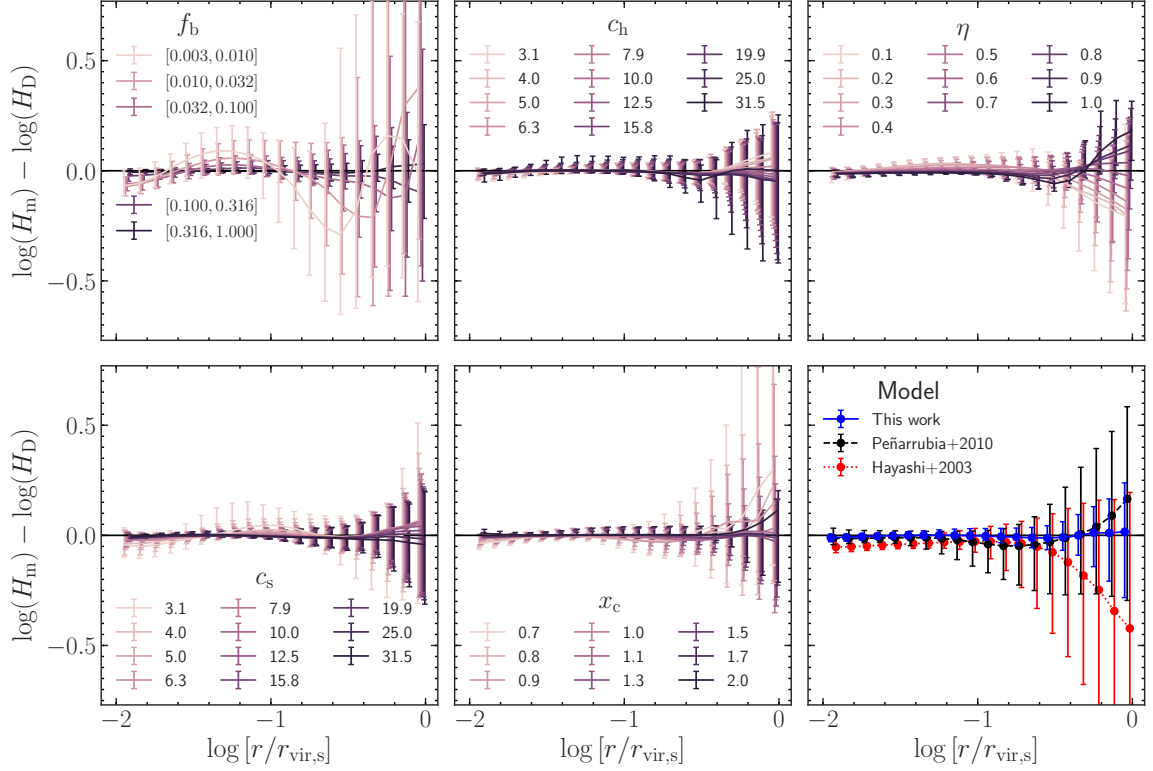 0.5
0.0
−0.5
log(H_m) − log(H_D)
f_b
[0.003, 0.010]
[0.010, 0.032]
[0.032, 0.100]
[0.100, 0.316]
[0.316, 1.000]
c_h
3.1 7.9 19.9
4.0 10.0 25.0
5.0 12.5 31.5
6.3 15.8
η
0.1 0.5 0.8
0.2 0.6 0.9
0.3 0.7 1.0
0.4
0.5
0.0
−0.5
log(H_m) − log(H_D)
c_s
3.1 7.9 19.9
4.0 10.0 25.0
5.0 12.5 31.5
6.3 15.8
x_c
0.7 1.0 1.5
0.8 1.1 1.7
0.9 1.3 2.0
Model
This work
Peñarrubia+2010
Hayashi+2003
−2 −1 0
−2 −1 0
−2 −1 0
log [r/r_vir,s]
log [r/r_vir,s]
log [r/r_vir,s]